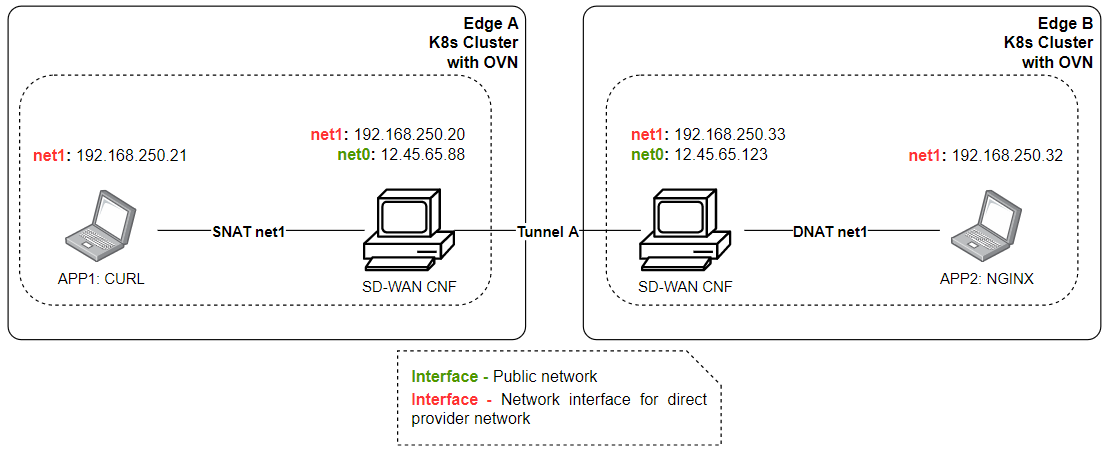 Edge A
K8s Cluster
with OVN
net1: 192.168.250.20
net0: 12.45.65.88
net1: 192.168.250.21
SNAT net1
APP1: CURL
SD-WAN CNF
Tunnel A
Edge B
K8s Cluster
with OVN
net1: 192.168.250.33
net0: 12.45.65.123
net1: 192.168.250.32
DNAT net1
SD-WAN CNF
APP2: NGINX
Interface - Public network
Interface - Network interface for direct
provider network